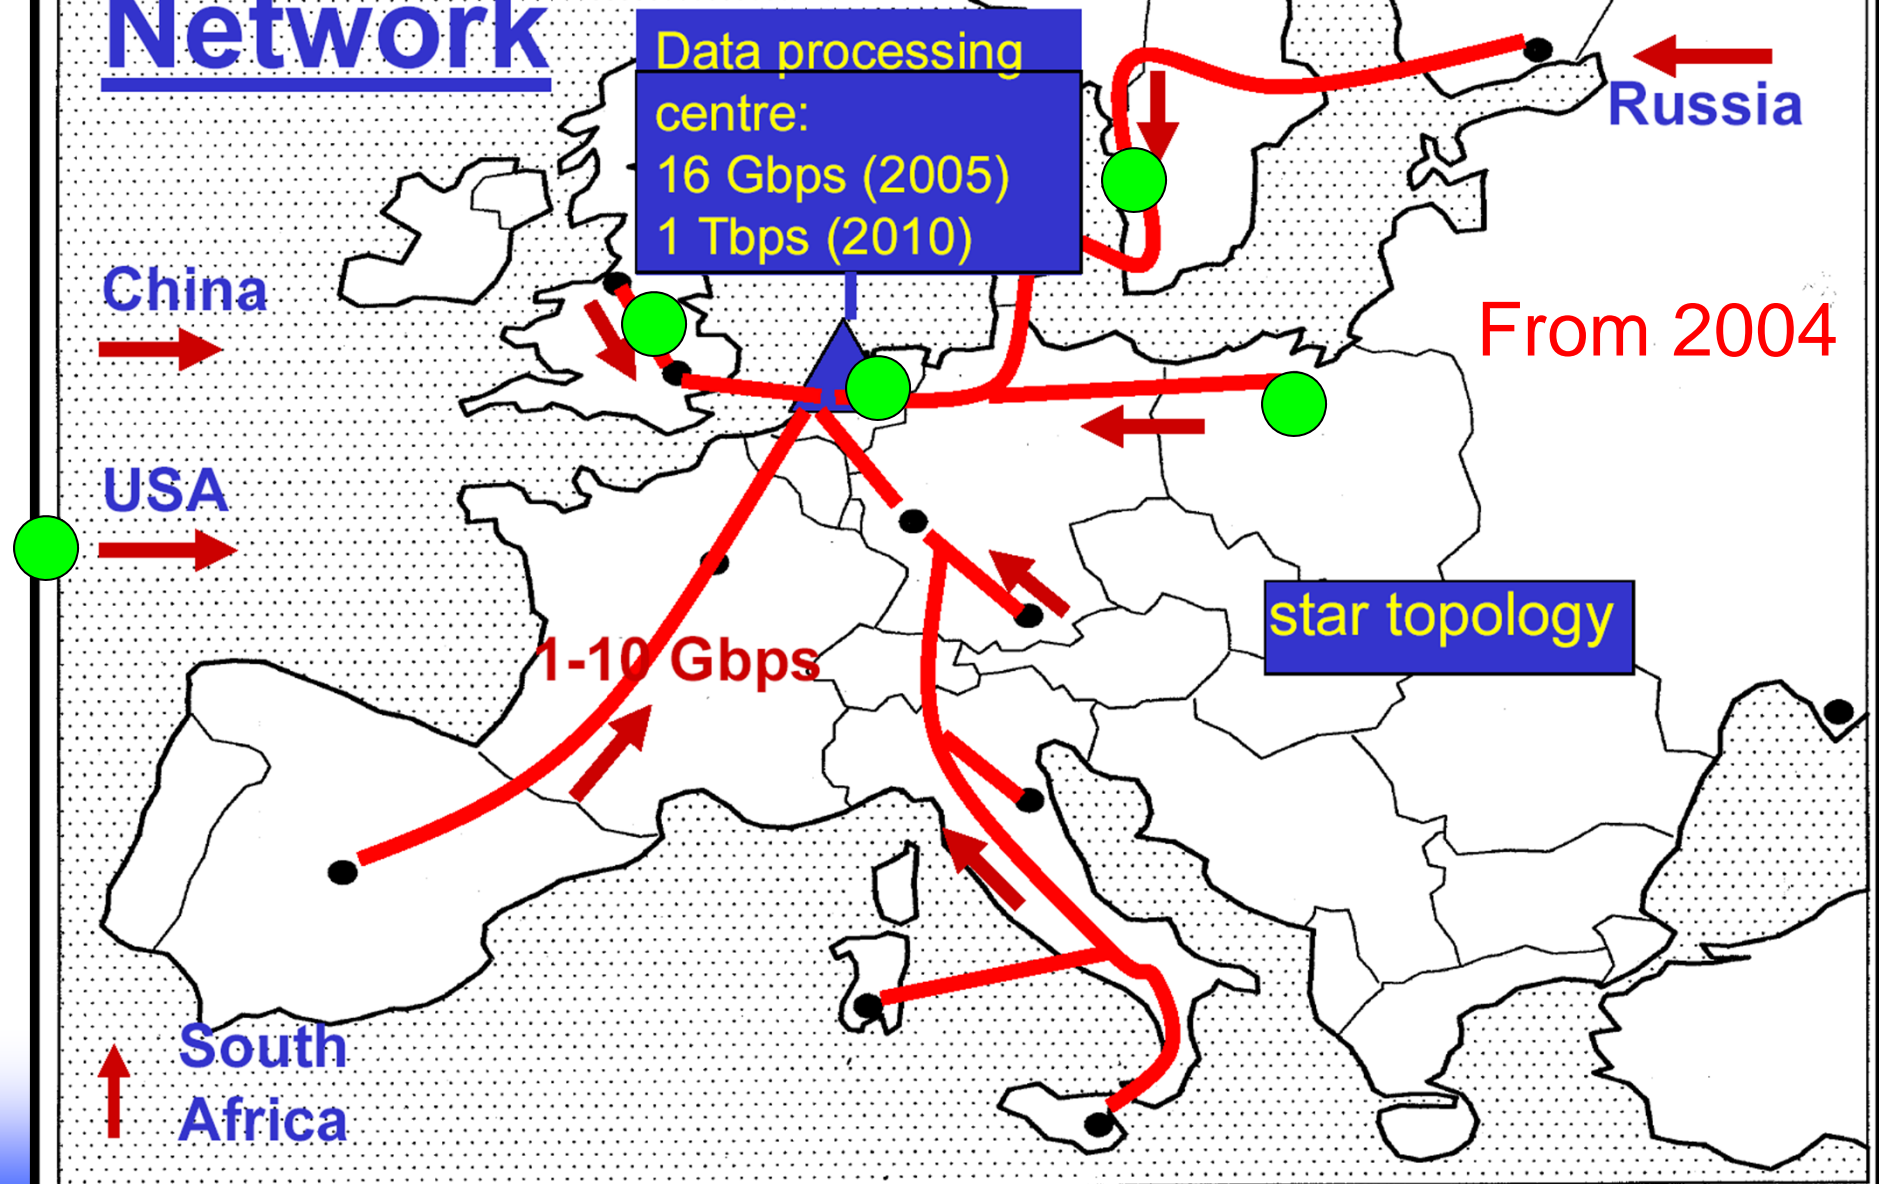 Network
Data processing
centre:
16 Gbps (2005)
1 Tbps (2010)
Russia
China
From 2004
USA
star topology
1-10 Gbps
South
Africa